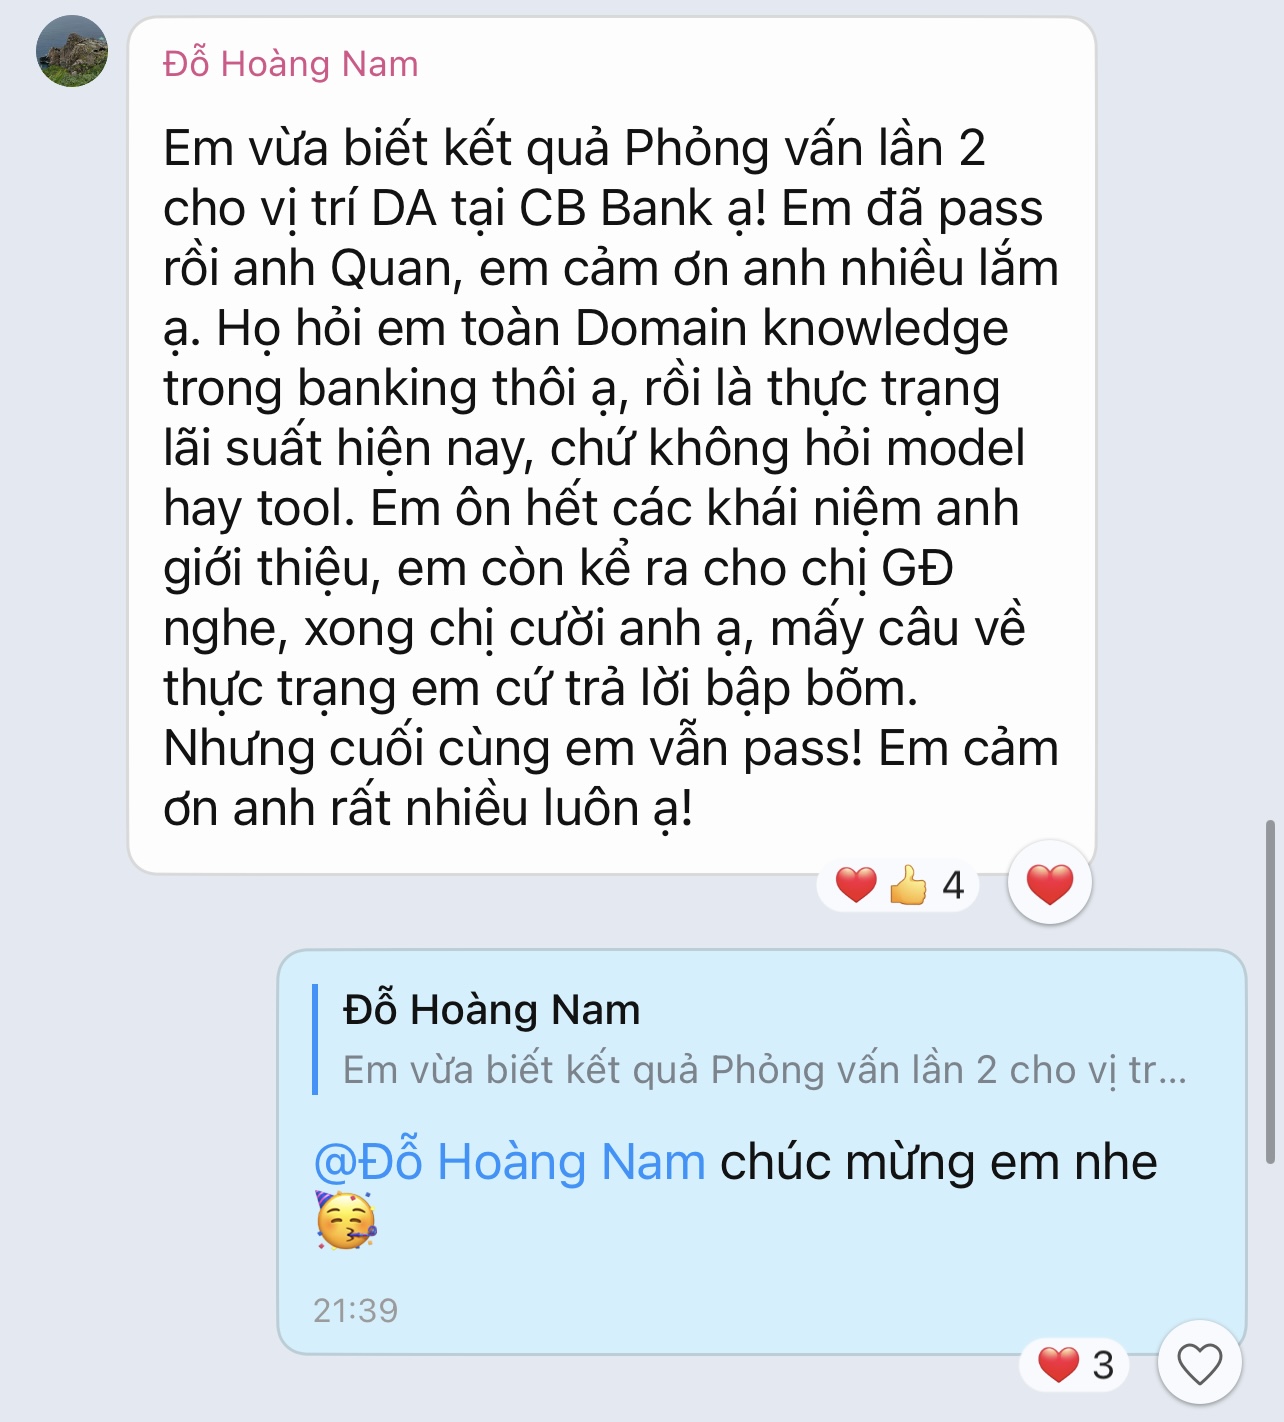 Đỗ Hoàng Nam
Em vừa biết kết quả Phỏng vấn lần 2
cho vị trí DA tại CB Bank ạ! Em đã pass
rồi anh Quan, em cảm ơn anh nhiều lắm
ạ. Họ hỏi em toàn Domain knowledge
trong banking thôi ạ, rồi là thực trạng
lãi suất hiện nay, chứ không hỏi model
hay tool. Em ôn hết các khái niệm anh
giới thiệu, em còn kể ra cho chị GĐ
nghe, xong chị cười anh ạ, mấy câu về
thực trạng em cứ trả lời bập bõm.
Nhưng cuối cùng em vẫn pass! Em cảm
ơn anh rất nhiều luôn ạ!
❤️👍 4 ❤️
Đỗ Hoàng Nam
Em vừa biết kết quả Phỏng vấn lần 2 cho vị tr...
@Đỗ Hoàng Nam chúc mừng em nhe
🥳
21:39
❤️ 3